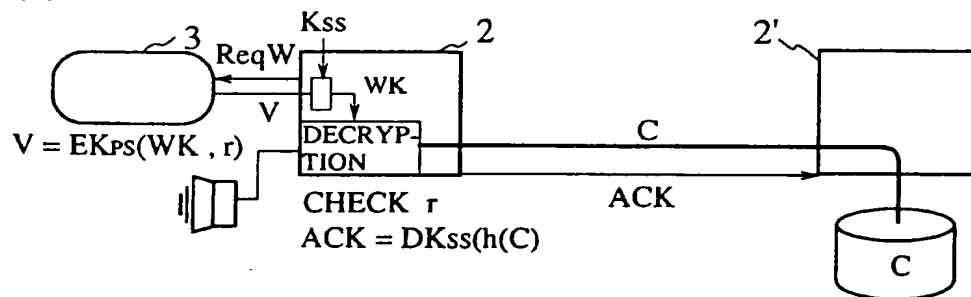 3
ReqW
Kss
2
2'
V
WK
V = EKPS(WK , r)
DECRYP-
TION
C
CHECK r
ACK
ACK = DKss(h(C)
C